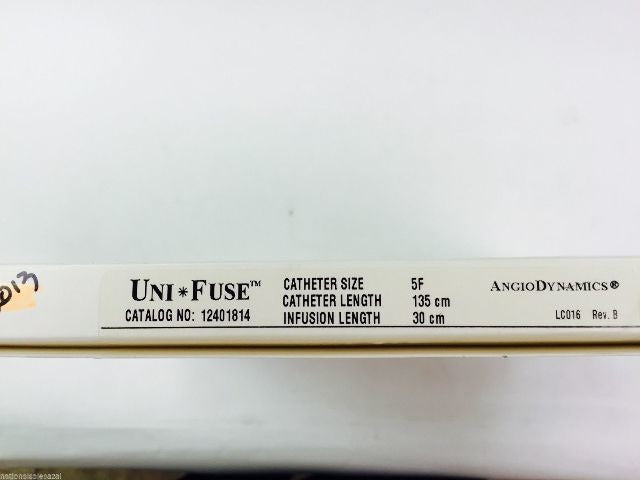 UNI*FUSE™
CATALOG NO: 12401814
CATHETER SIZE 5F
CATHETER LENGTH 135 cm
INFUSION LENGTH 30 cm
ANGIODYNAMICS®
LC016 Rev. B